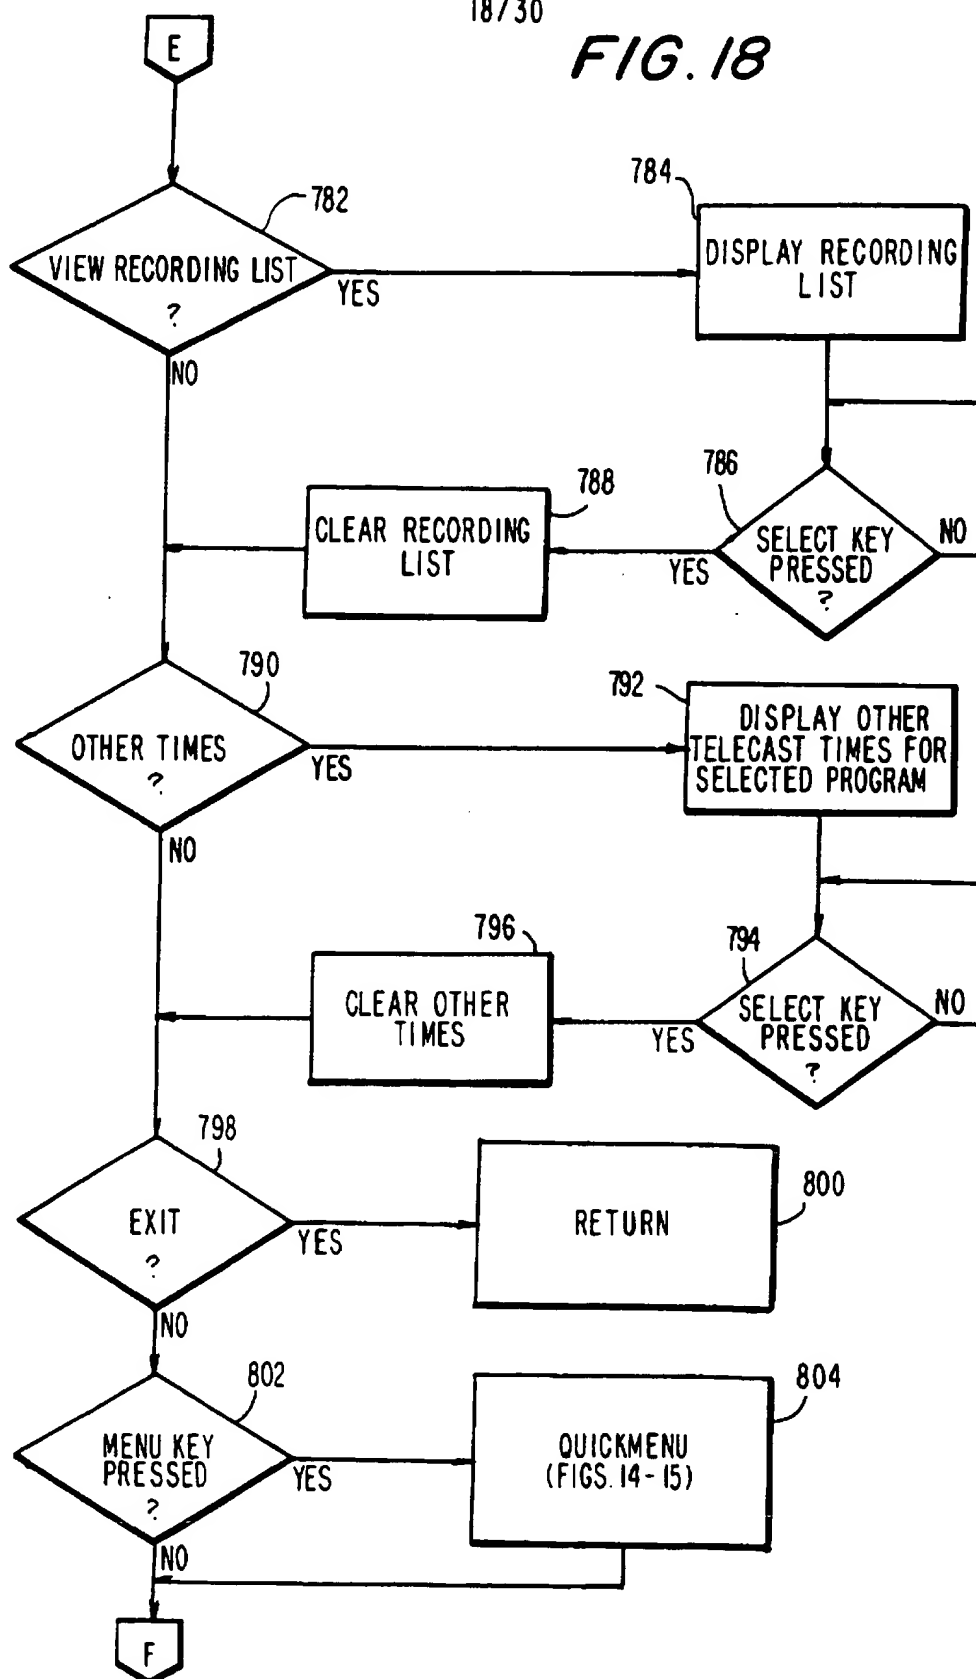 18/30
FIG. 18
E
782
VIEW RECORDING LIST
?
YES
NO
784
DISPLAY RECORDING
LIST
786
SELECT KEY
PRESSED
?
NO
YES
788
CLEAR RECORDING
LIST
790
OTHER TIMES
?
YES
NO
792
DISPLAY OTHER
TELECAST TIMES FOR
SELECTED PROGRAM
794
SELECT KEY
PRESSED
?
NO
YES
796
CLEAR OTHER
TIMES
798
EXIT
?
YES
NO
800
RETURN
802
MENU KEY
PRESSED
?
YES
NO
804
QUICKMENU
(FIGS. 14-15)
F